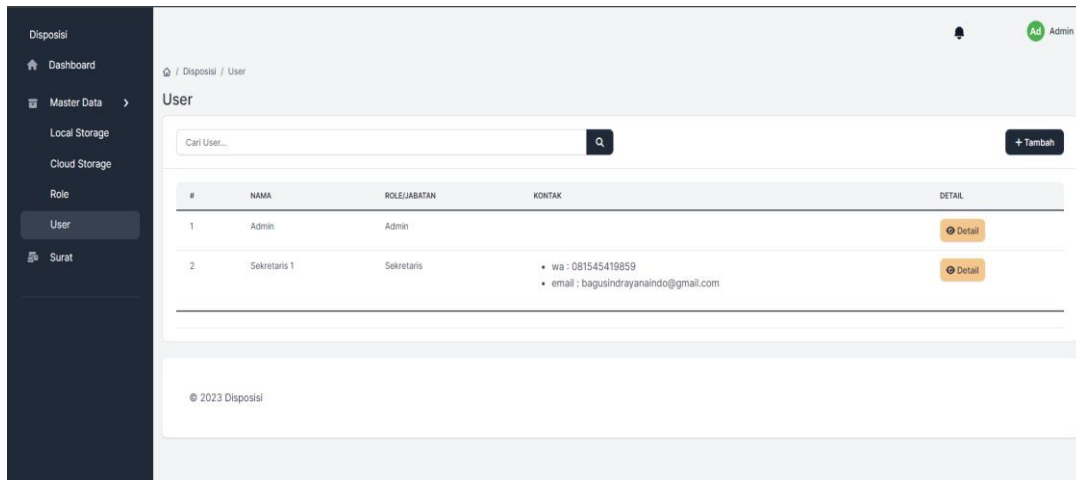 Disposisi
Dashboard
Master Data
Local Storage
Cloud Storage
Role
User
Surat
Ad Admin
/ Disposisi / User
User
Cari User...
+ Tambah
# NAMA ROLE/JABATAN KONTAK DETAIL
1 Admin Admin Detail
2 Sekretaris 1 Sekretaris • wa : 081545419859 Detail
• email : bagusindrayanaindo@gmail.com
© 2023 Disposisi